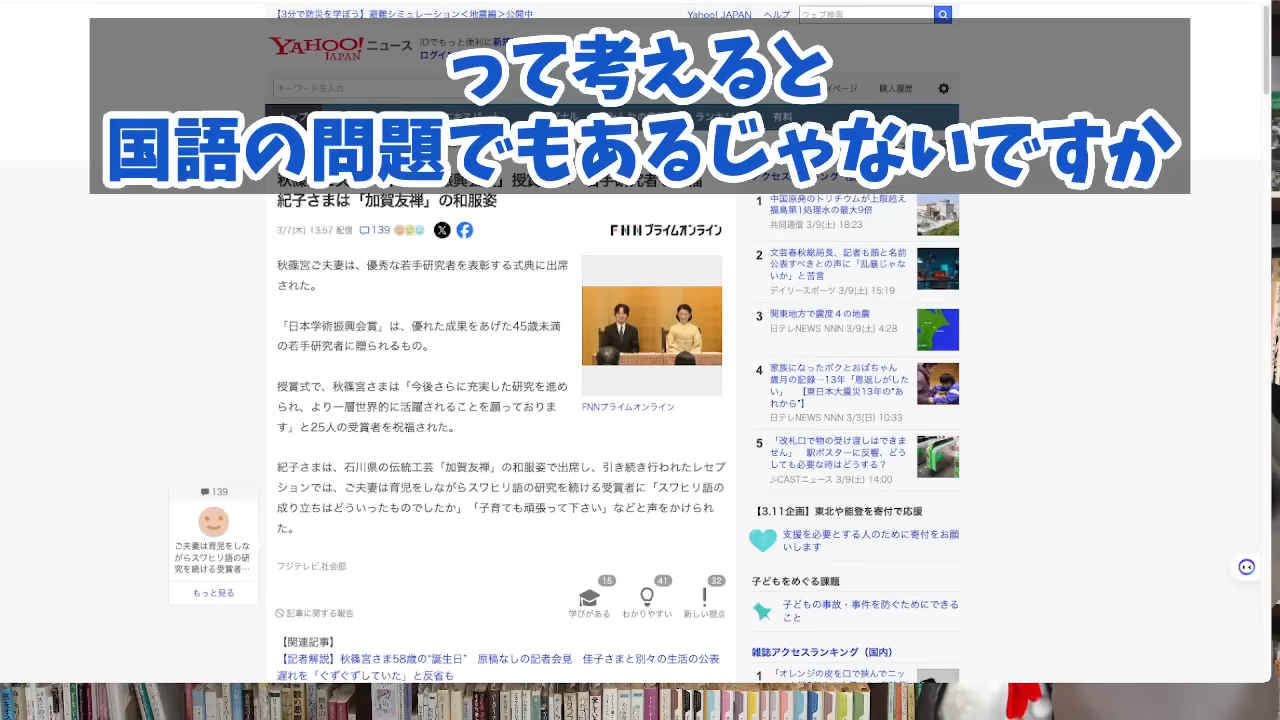 【3分で防災を学ぼう】避難シミュレーション<地震編>公開中
Yahoo! JAPAN ヘルプ
ウェブ検索
YAHOO! JAPAN ニュース
IDでもっと便利に新規
ログイン
って考えると
国語の問題でもあるじゃないですか
キーワードを入力
購入履歴
有料
紀子さまは「加賀友禅」の和服姿
3/7(木) 13:57 配信
139
FNNプライムオンライン
秋篠宮ご夫妻は、優秀な若手研究者を表彰する式典に出席
された。
「日本学術振興会賞」は、優れた成果をあげた45歳未満
の若手研究者に贈られるもの。
授賞式で、秋篠宮さまは「今後さらに充実した研究を進め
られ、より一層世界的に活躍されることを願っておりま
す」と25人の受賞者を祝福された。
FNNプライムオンライン
紀子さまは、石川県の伝統工芸「加賀友禅」の和服姿で出席し、引き続き行われたレセプ
ションでは、ご夫妻は育児をしながらスワヒリ語の研究を続ける受賞者に「スワヒリ語の
成り立ちはどういったものでしたか」「子育ても頑張って下さい」などと声をかけられ
た。
フジテレビ,社会部
15
41
32
学びがある
わかりやすい
新しい視点
記事に関する報告
【関連記事】
【記者解説】秋篠宮さま58歳の“誕生日” 原稿なしの記者会見 佳子さまと別々の生活の公表
遅れを「ぐずぐずしていた」と反省も
139
ご夫妻は育児をしな
がらスワヒリ語の研
究を続ける受賞者…
もっと見る
1
中国原発のトリチウムが上限超え
福島第1処理水の最大9倍
共同通信 3/9(土) 18:23
2
文芸春秋総局長、記者も顔と名前
公表すべきとの声に「乱暴じゃな
いか」と苦言
デイリースポーツ 3/9(土) 15:19
3
関東地方で震度4の地震
日テレNEWS NNN 3/9(土) 4:28
4
家族になったボクとおばちゃん
歳月の記録…13年「恩返しがした
い」 【東日本大震災13年の“あ
れから”】
日テレNEWS NNN 3/3(日) 10:33
5
「改札口で物の受け渡しはできま
せん」 駅ポスターに反響、どう
しても必要な時はどうする？
J-CASTニュース 3/9(土) 14:00
【3.11企画】東北や能登を寄付で応援
支援を必要とする人のために寄付をお願
いします
子どもをめぐる課題
子どもの事故・事件を防ぐためにできる
こと
雑誌アクセスランキング（国内）
1
「オレンジの皮を口で挟んでニッ